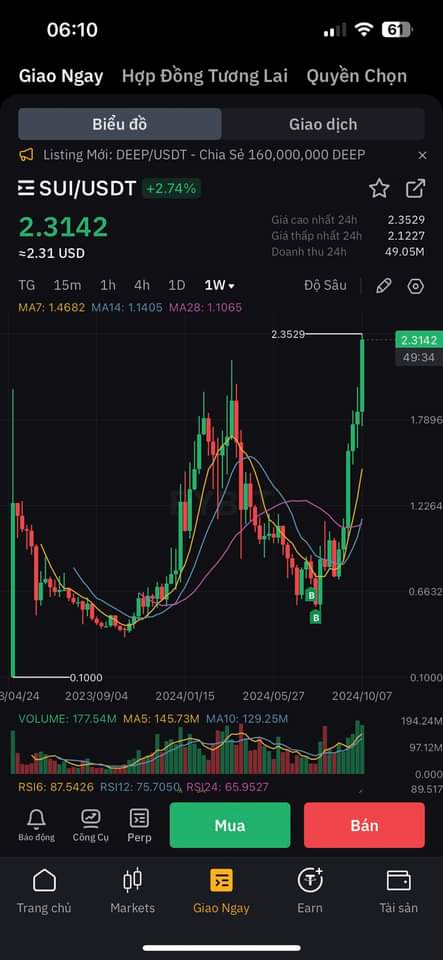 06:10
61
Giao Ngay Hợp Đồng Tương Lai Quyền Chọn
Biểu đồ Giao dịch
Listing Mới: DEEP/USDT - Chia Sẻ 160,000,000 DEEP
SUI/USDT +2.74%
2.3142
≈2.31 USD
Giá cao nhất 24h 2.3529
Giá thấp nhất 24h 2.1227
Doanh thu 24h 49.05M
TG 15m 1h 4h 1D 1W Độ Sâu
MA7: 1.4682 MA14: 1.1405 MA28: 1.1065
2.3529
2.3142
49:34
1.7896
1.2264
0.6632
B
B
0.1000
0.1000
3/04/24 2023/09/04 2024/01/15 2024/05/27 2024/10/07
VOLUME: 177.54M MA5: 145.73M MA10: 129.25M
194.24M
97.12M
0.000
RSI6: 87.5426 RSI12: 75.7050 RSI24: 65.9527
89.517
Báo động Công Cụ Perp Mua Bán
Trang chủ Markets Giao Ngay Earn Tài sản